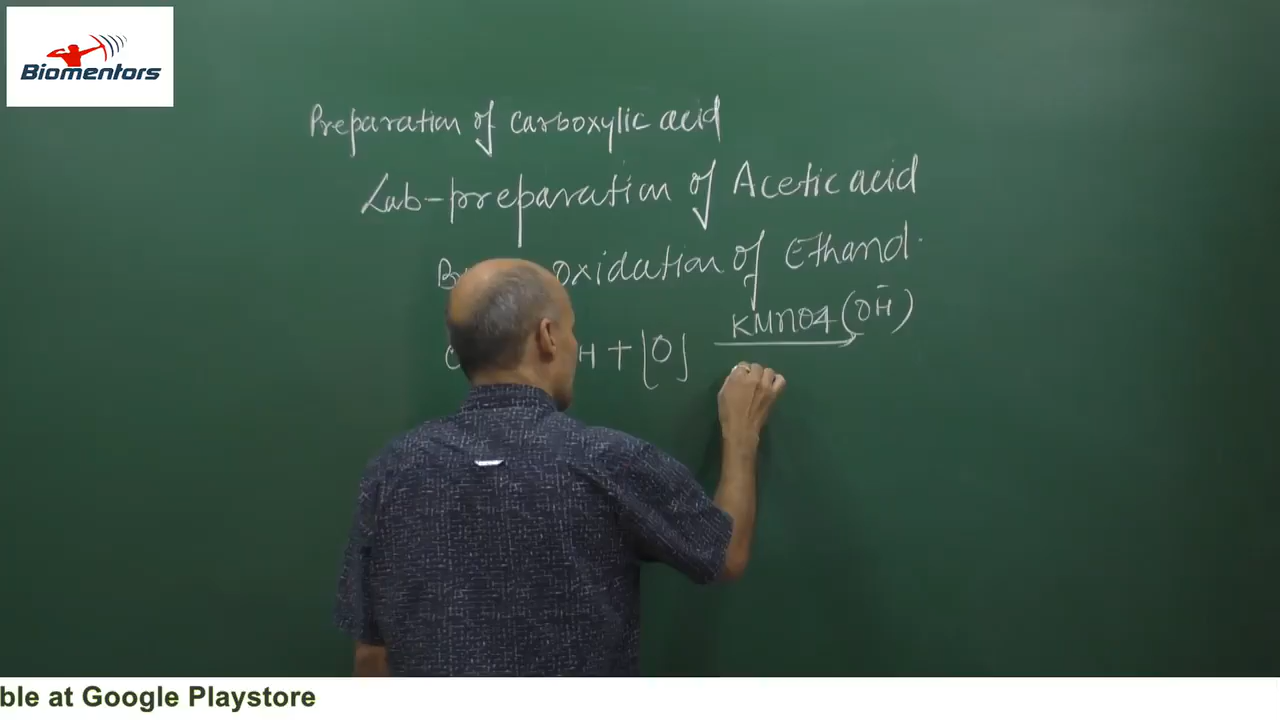 Biomentors
Preparation of carboxylic acid
Lab-preparation of Acetic acid
oxidation of Ethanol
KMnO4 (OH̄)
H + [O]
ble at Google Playstore